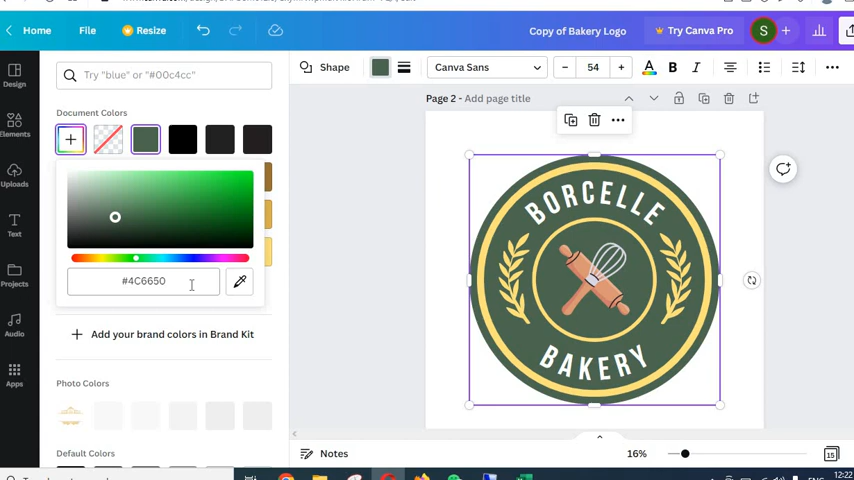 Home
File
Resize
Copy of Bakery Logo
Try Canva Pro
S
Try "blue" or "#00c4cc"
Shape
Canva Sans
54
A
B
I
Document Colors
Page 2 - Add page title
Design
Elements
Uploads
Text
Projects
Audio
Apps
#4C6650
Add your brand colors in Brand Kit
Photo Colors
Default Colors
BORCELLE
BAKERY
Notes
16%
15
ENG
12:22